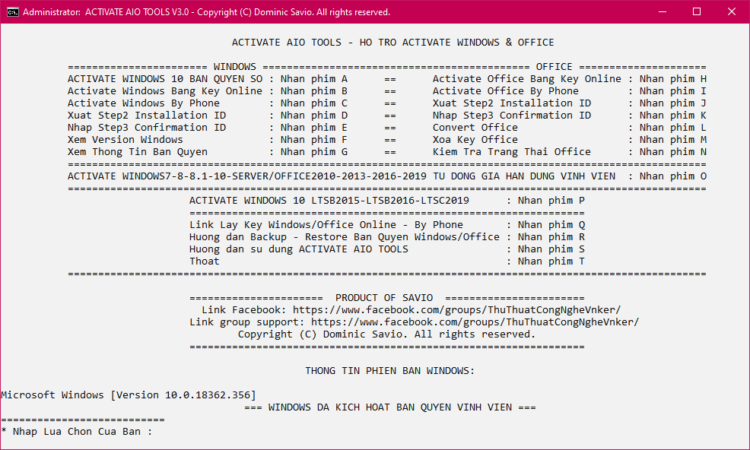 Administrator: ACTIVATE AIO TOOLS V3.0 - Copyright (C) Dominic Savio. All rights reserved.
ACTIVATE AIO TOOLS - HO TRO ACTIVATE WINDOWS & OFFICE
======================= WINDOWS ============================================ OFFICE ======================
ACTIVATE WINDOWS 10 BAN QUYEN SO : Nhan phim A == Activate Office Bang Key Online : Nhan phim H
Activate Windows Bang Key Online : Nhan phim B == Activate Office By Phone : Nhan phim I
Activate Windows By Phone : Nhan phim C == Xuat Step2 Installation ID : Nhan phim J
Xuat Step2 Installation ID : Nhan phim D == Nhap Step3 Confirmation ID : Nhan phim K
Nhap Step3 Confirmation ID : Nhan phim E == Convert Office : Nhan phim L
Xem Version Windows : Nhan phim F == Xoa Key Office : Nhan phim M
Xem Thong Tin Ban Quyen : Nhan phim G == Kiem Tra Trang Thai Office : Nhan phim N
=========================================================================================================
ACTIVATE WINDOWS7-8-8.1-10-SERVER/OFFICE2010-2013-2016-2019 TU DONG GIA HAN DUNG VINH VIEN : Nhan phim O
=========================================================================================================
ACTIVATE WINDOWS 10 LTSB2015-LTSB2016-LTSC2019 : Nhan phim P
=================================================================
Link Lay Key Windows/Office Online - By Phone : Nhan phim Q
Huong dan Backup - Restore Ban Quyen Windows/Office : Nhan phim R
Huong dan su dung ACTIVATE AIO TOOLS : Nhan phim S
Thoat : Nhan phim T
=========================================================================================================
====================== PRODUCT OF SAVIO =======================
Link Facebook: https://www.facebook.com/groups/ThuThuatCongNgheVnker/
Link group support: https://www.facebook.com/groups/ThuThuatCongNgheVnker/
Copyright (C) Dominic Savio. All rights reserved.
=================================================================
THONG TIN PHIEN BAN WINDOWS:
Microsoft Windows [Version 10.0.18362.356]
=== WINDOWS DA KICH HOAT BAN QUYEN VINH VIEN ===
===========================
* Nhap Lua Chon Cua Ban :